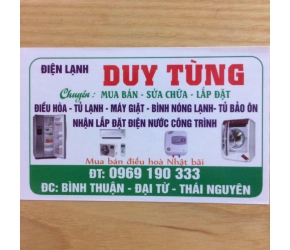 ĐIỆN LẠNH DUY TÙNG
Chuyên: MUA BÁN - SỬA CHỮA - LẮP ĐẶT
ĐIỀU HÒA - TỦ LẠNH - MÁY GIẶT - BÌNH NÓNG LẠNH- TỦ BẢO ÔN
NHẬN LẮP ĐẶT ĐIỆN NƯỚC CÔNG TRÌNH
Mua bán điều hoà Nhật bãi
ĐT: 0969 190 333
ĐC: BÌNH THUẬN - ĐẠI TỪ - THÁI NGUYÊN